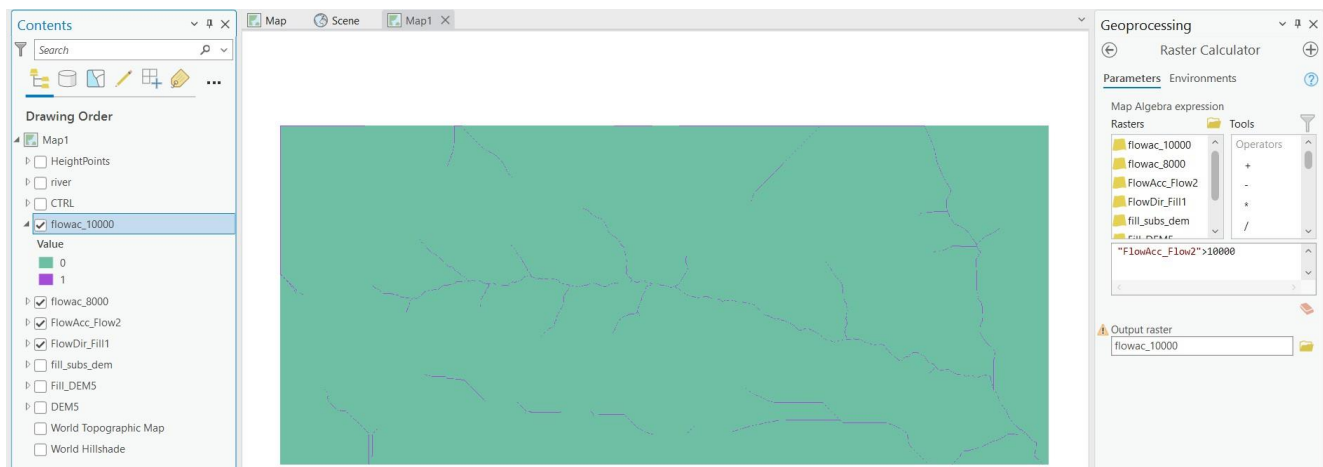 Contents
Search
...
Drawing Order
Map1
HeightPoints
river
CTRL
flowac_10000
Value
0
1
flowac_8000
FlowAcc_Flow2
FlowDir_Fill1
fill_subs_dem
Fill_DEM5
DEM5
World Topographic Map
World Hillshade
Map Scene Map1
Geoprocessing
Raster Calculator
Parameters Environments
Map Algebra expression
Rasters Tools
flowac_10000
flowac_8000
FlowAcc_Flow2
FlowDir_Fill1
fill_subs_dem
Operators
+
-
*
/
"FlowAcc_Flow2">10000
Output raster
flowac_10000